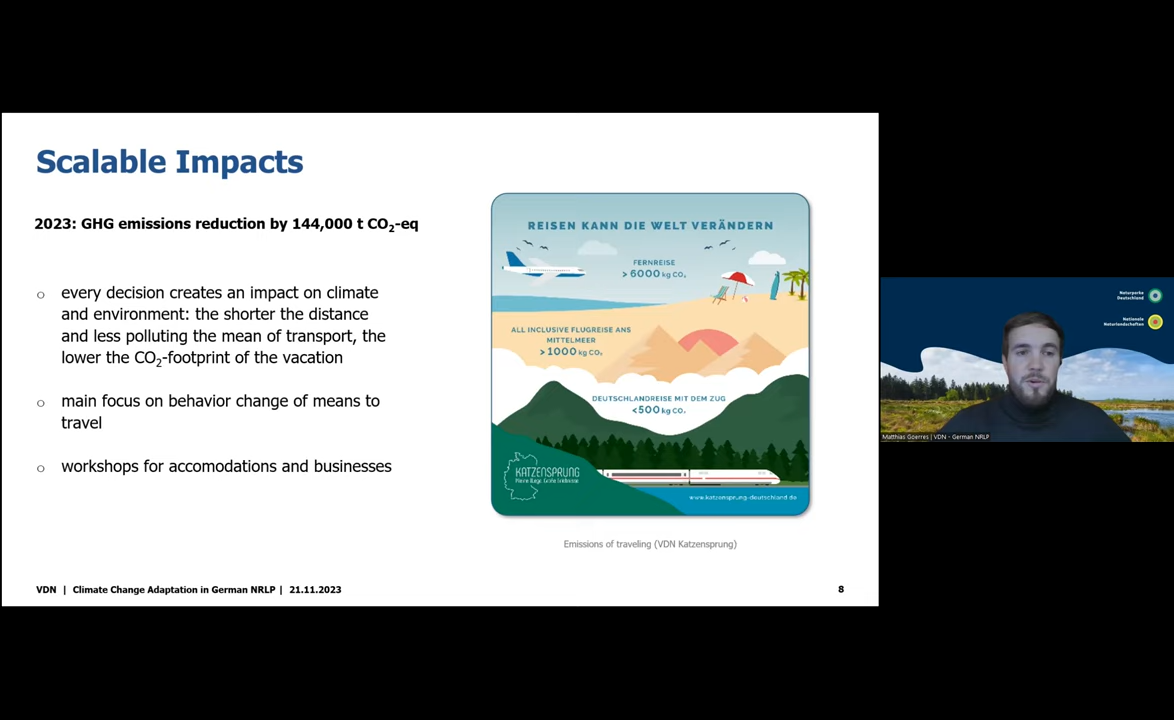 Scalable Impacts
2023: GHG emissions reduction by 144,000 t CO₂-eq
○ every decision creates an impact on climate
and environment: the shorter the distance
and less polluting the mean of transport, the
lower the CO₂-footprint of the vacation
○ main focus on behavior change of means to
travel
○ workshops for accomodations and businesses
REISEN KANN DIE WELT VERÄNDERN
FERNREISE
> 6000 kg CO₂
ALL INCLUSIVE FLUGREISE ANS
MITTELMEER
> 1000 kg CO₂
DEUTSCHLANDREISE MIT DEM ZUG
<500 kg CO₂
KATZENSPRUNG
Kleine Wege. Große Erlebnisse.
www.katzensprung-deutschland.de
Emissions of traveling (VDN Katzensprung)
VDN | Climate Change Adaptation in German NRLP | 21.11.2023
8
Naturparke
Deutschland
Nationale
Naturlandschaften
Matthias Goerres | VDN - German NRLP